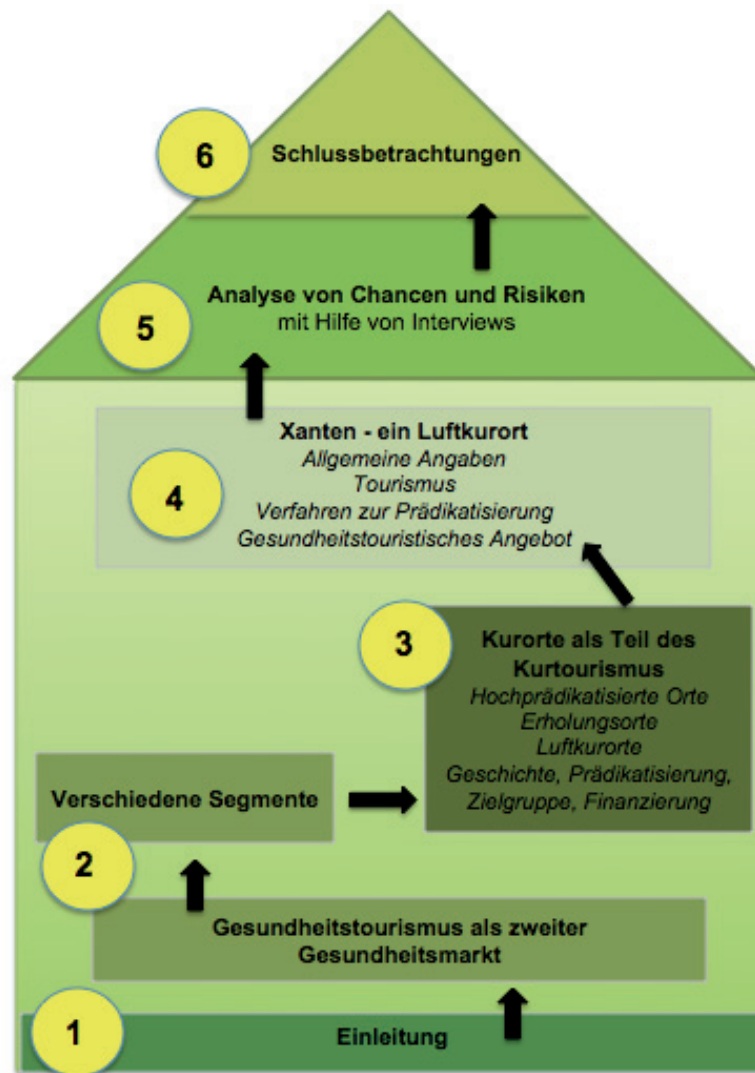 6
Schlussbetrachtungen
5
Analyse von Chancen und Risiken
mit Hilfe von Interviews
4
Xanten - ein Luftkurort
Allgemeine Angaben
Tourismus
Verfahren zur Prädikatisierung
Gesundheitstouristisches Angebot
3
Kurorte als Teil des
Kurtourismus
Hochprädikatisierte Orte
Erholungsorte
Luftkurorte
Geschichte, Prädikatisierung,
Zielgruppe, Finanzierung
Verschiedene Segmente
2
Gesundheitstourismus als zweiter
Gesundheitsmarkt
1
Einleitung